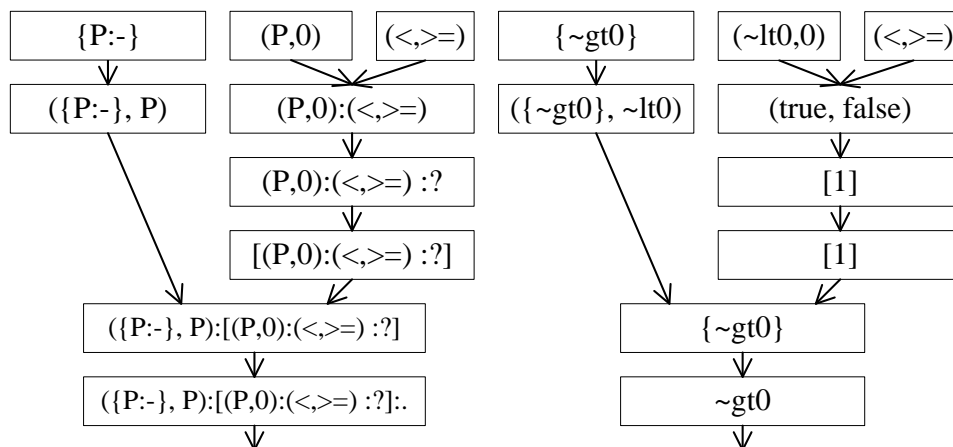 {P:-} (P,0) (<,>=) {~gt0} (~lt0,0) (<,>=)
({P:-}, P) (P,0):(<,>=) ({~gt0}, ~lt0) (true, false)
(P,0):(<,>=) :? [1]
[(P,0):(<,>=) :?] [1]
({P:-}, P):[(P,0):(<,>=) :?] {~gt0}
({P:-}, P):[(P,0):(<,>=) :?]:. ~gt0